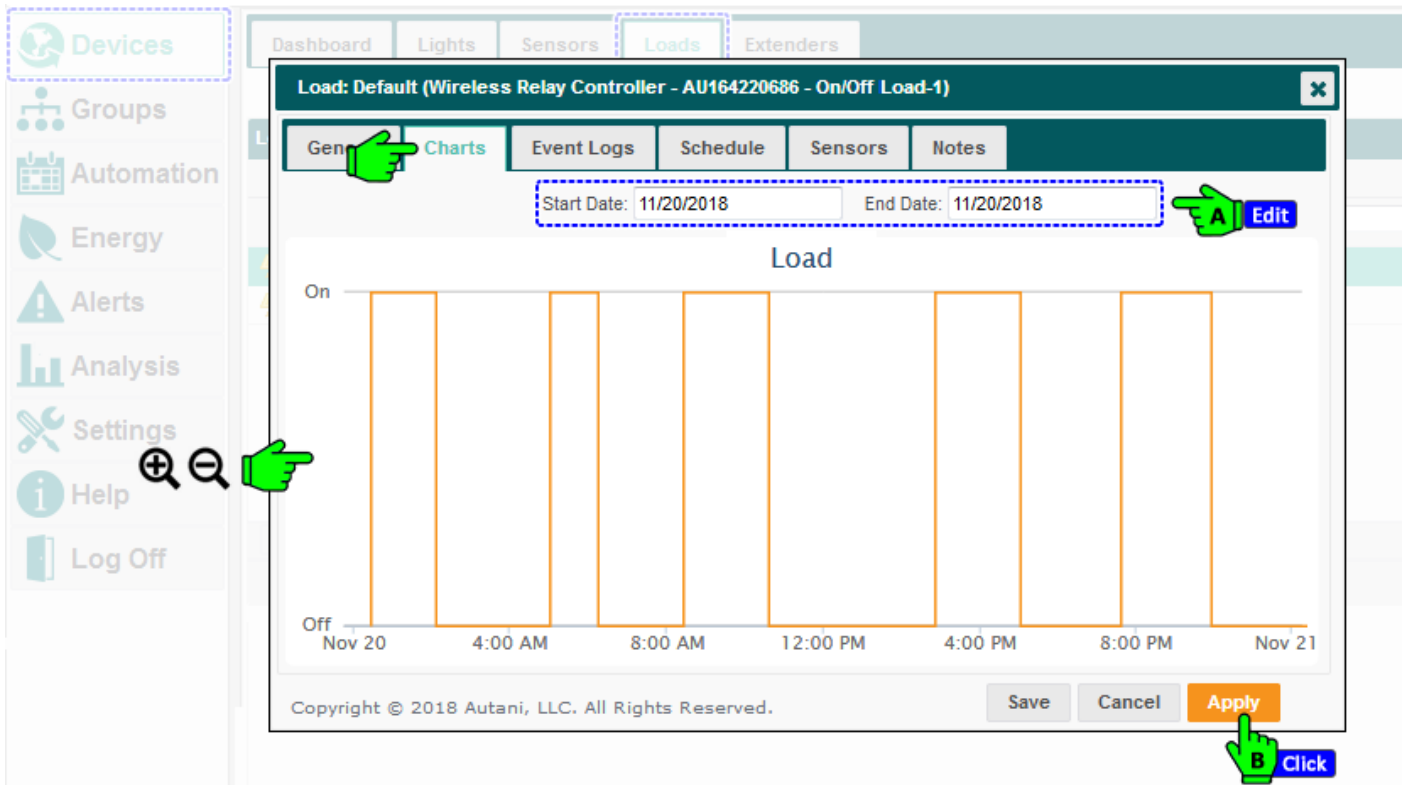 Devices
Groups
Automation
Energy
Alerts
Analysis
Settings
Help
Log Off
Dashboard Lights Sensors Loads Extenders
Load: Default (Wireless Relay Controller - AU164220686 - On/Off Load-1)
Charts Event Logs Schedule Sensors Notes
Start Date: 11/20/2018 End Date: 11/20/2018
A Edit
Load
On
Off
Nov 20 4:00 AM 8:00 AM 12:00 PM 4:00 PM 8:00 PM Nov 21
Copyright © 2018 Autani, LLC. All Rights Reserved.
Save Cancel Apply
B Click